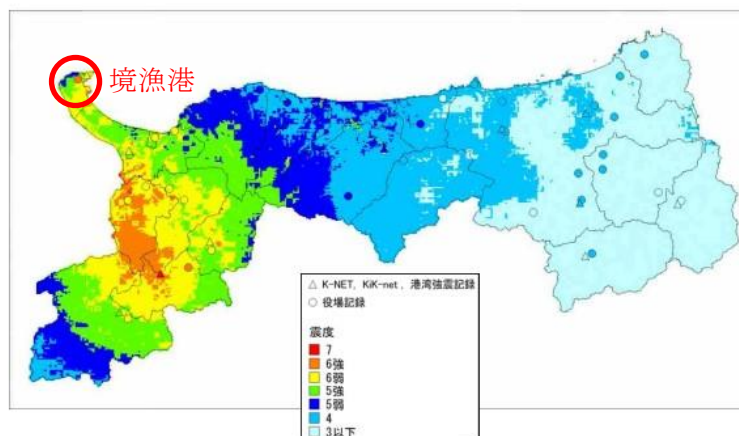 境漁港
△ K-NET, KiK-net, 港湾強震記録
○ 役場記録
震度
7
6強
6弱
5強
5弱
4
3以下